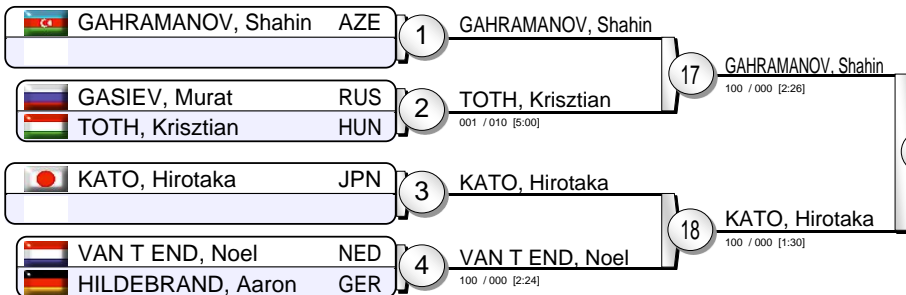 GAHRAMANOV, Shahin AZE
1
GAHRAMANOV, Shahin
17
GAHRAMANOV, Shahin
100 / 000 [2:26]
GASIEV, Murat RUS
TOTH, Krisztian HUN
2
TOTH, Krisztian
001 / 010 [5:00]
KATO, Hirotaka JPN
3
KATO, Hirotaka
18
KATO, Hirotaka
100 / 000 [1:30]
VAN T END, Noel NED
HILDEBRAND, Aaron GER
4
VAN T END, Noel
100 / 000 [2:24]